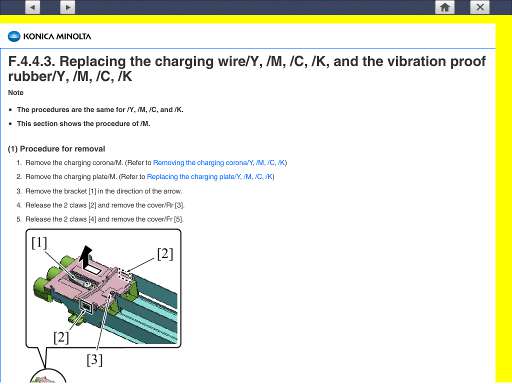 KONICA MINOLTA
F.4.4.3. Replacing the charging wire/Y, /M, /C, /K, and the vibration proof
rubber/Y, /M, /C, /K
Note
• The procedures are the same for /Y, /M, /C, and /K.
• This section shows the procedure of /M.
(1) Procedure for removal
1. Remove the charging corona/M. (Refer to Removing the charging corona/Y, /M, /C, /K)
2. Remove the charging plate/M. (Refer to Replacing the charging plate/Y, /M, /C, /K)
3. Remove the bracket [1] in the direction of the arrow.
4. Release the 2 claws [2] and remove the cover/Rr [3].
5. Release the 2 claws [4] and remove the cover/Fr [5].
[1]
[2]
[2]
[3]